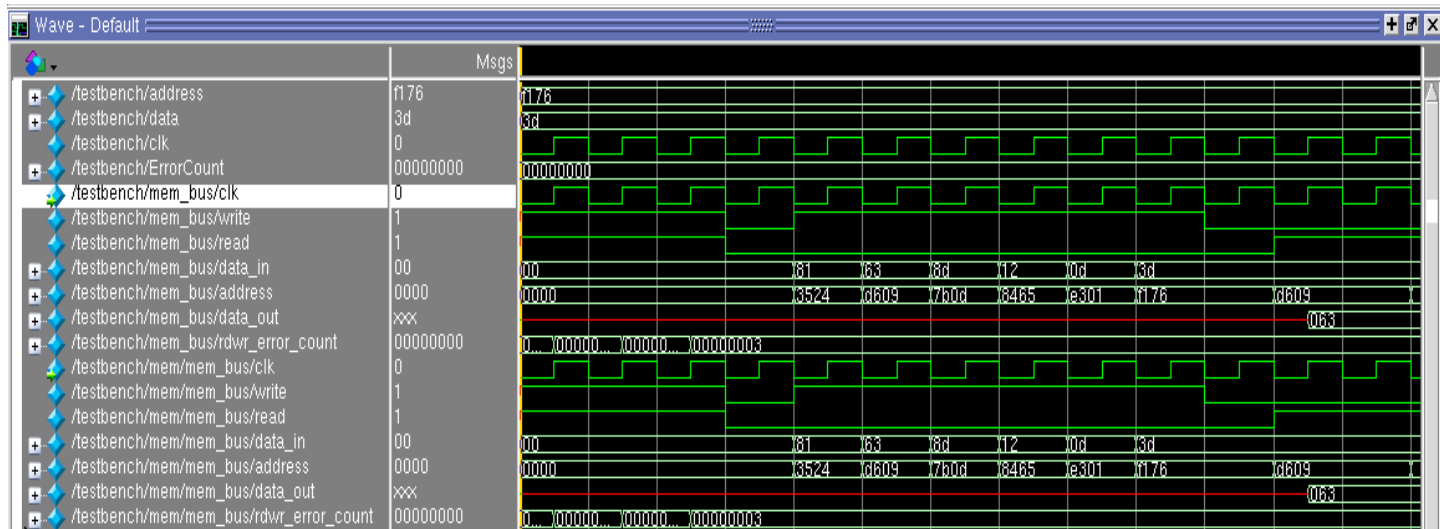 Wave - Default
Msgs
/testbench/address f176 f176
/testbench/data 3d 3d
/testbench/clk 0
/testbench/ErrorCount 00000000 00000000
/testbench/mem_bus/clk 0
/testbench/mem_bus/write 1
/testbench/mem_bus/read 1
/testbench/mem_bus/data_in 00 00 81 63 8d 12 0d 3d
/testbench/mem_bus/address 0000 0000 3524 d609 7b0d 8465 e301 f176 d609
/testbench/mem_bus/data_out xxx 063
/testbench/mem_bus/rdwr_error_count 00000000 0... 00000... 00000... 00000003
/testbench/mem/mem_bus/clk 0
/testbench/mem/mem_bus/write 1
/testbench/mem/mem_bus/read 1
/testbench/mem/mem_bus/data_in 00 00 81 63 8d 12 0d 3d
/testbench/mem/mem_bus/address 0000 0000 3524 d609 7b0d 8465 e301 f176 d609
/testbench/mem/mem_bus/data_out xxx 063
/testbench/mem/mem_bus/rdwr_error_count 00000000 0... 00000... 00000... 00000003